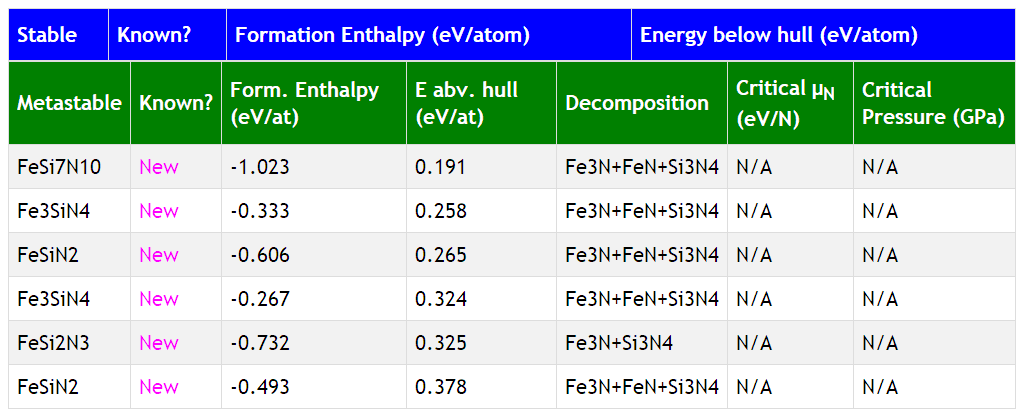 Stable Known? Formation Enthalpy (eV/atom) Energy below hull (eV/atom)
Metastable Known? Form. Enthalpy (eV/at) E abv. hull (eV/at) Decomposition Critical μN (eV/N) Critical Pressure (GPa)
FeSi7N10 New -1.023 0.191 Fe3N+FeN+Si3N4 N/A N/A
Fe3SiN4 New -0.333 0.258 Fe3N+FeN+Si3N4 N/A N/A
FeSiN2 New -0.606 0.265 Fe3N+FeN+Si3N4 N/A N/A
Fe3SiN4 New -0.267 0.324 Fe3N+FeN+Si3N4 N/A N/A
FeSi2N3 New -0.732 0.325 Fe3N+Si3N4 N/A N/A
FeSiN2 New -0.493 0.378 Fe3N+FeN+Si3N4 N/A N/A